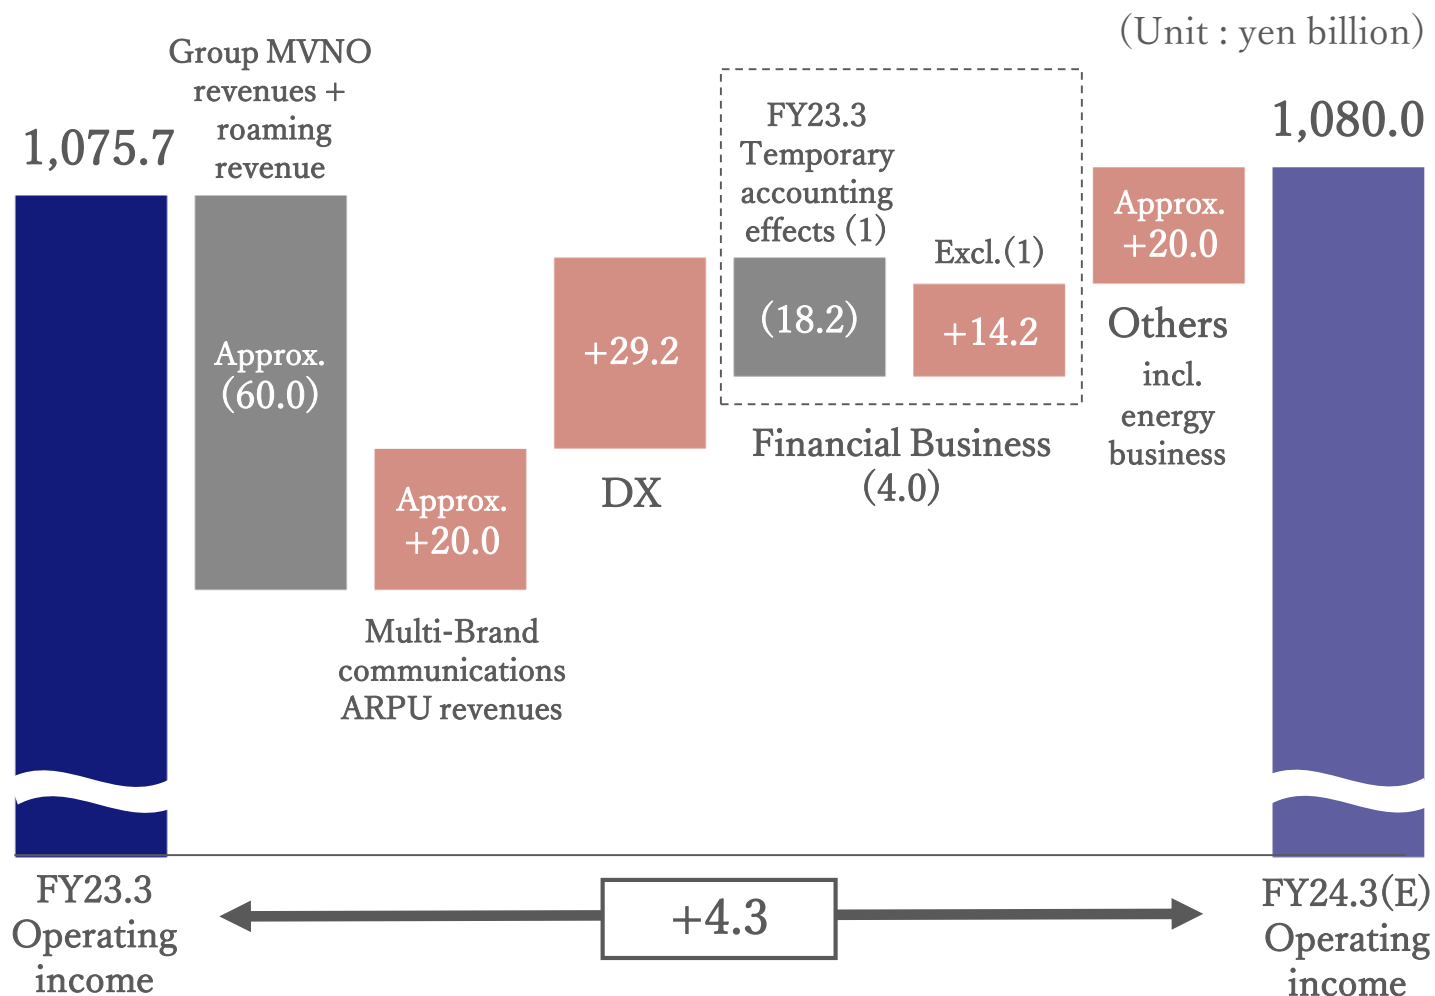 (Unit : yen billion)
1,075.7
Group MVNO
revenues +
roaming
revenue
Approx.
(60.0)
Approx.
+20.0
Multi-Brand
communications
ARPU revenues
+29.2
DX
FY23.3
Temporary
accounting
effects (1)
(18.2)
Excl.(1)
+14.2
Financial Business
(4.0)
Approx.
+20.0
Others
incl.
energy
business
1,080.0
FY23.3
Operating
income
+4.3
FY24.3(E)
Operating
income